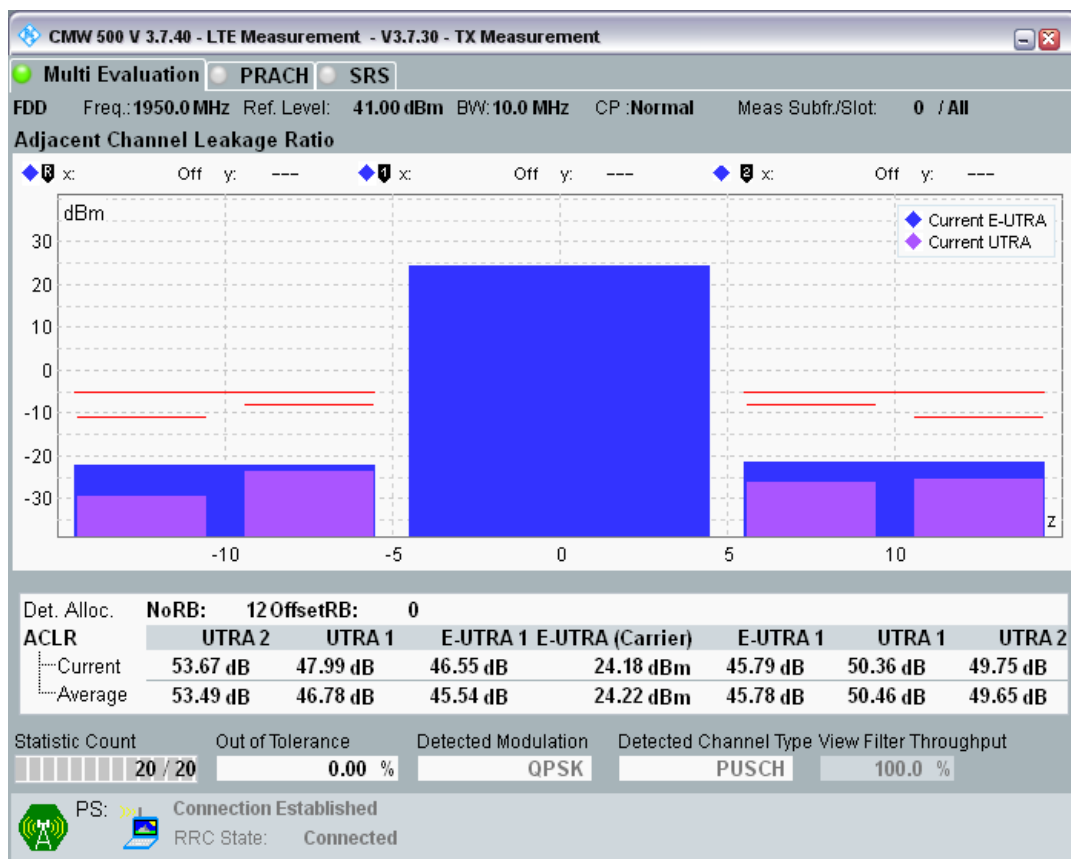 CMW 500 V 3.7.40 - LTE Measurement - V3.7.30 - TX Measurement
Multi Evaluation PRACH SRS
FDD Freq.: 1950.0 MHz Ref. Level: 41.00 dBm BW: 10.0 MHz CP :Normal Meas Subfr./Slot: 0 / All
Adjacent Channel Leakage Ratio
R x: Off y: --- 1 x: Off y: --- 2 x: Off y: ---
dBm
Current E-UTRA
Current UTRA
30
20
10
0
-10
-20
-30
z
-10 -5 0 5 10
Det. Alloc. NoRB: 12 OffsetRB: 0
ACLR UTRA 2 UTRA 1 E-UTRA 1 E-UTRA (Carrier) E-UTRA 1 UTRA 1 UTRA 2
Current 53.67 dB 47.99 dB 46.55 dB 24.18 dBm 45.79 dB 50.36 dB 49.75 dB
Average 53.49 dB 46.78 dB 45.54 dB 24.22 dBm 45.78 dB 50.46 dB 49.65 dB
Statistic Count Out of Tolerance Detected Modulation Detected Channel Type View Filter Throughput
20 / 20 0.00 % QPSK PUSCH 100.0 %
PS: Connection Established
RRC State: Connected